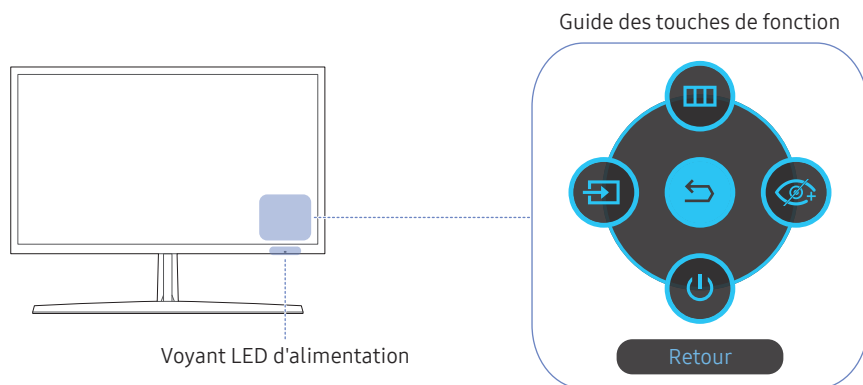 Guide des touches de fonction
Voyant LED d'alimentation
Retour